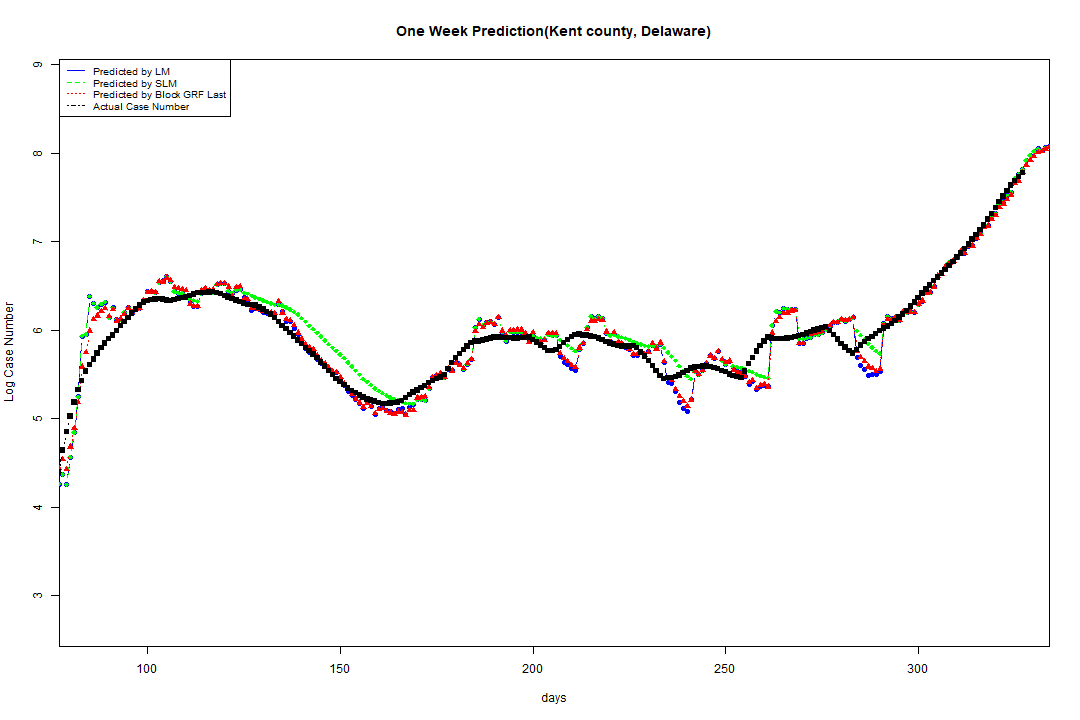 One Week Prediction(Kent county, Delaware)
Predicted by LM
Predicted by SLM
Predicted by Block GRF Last
Actual Case Number
Log Case Number
9
8
7
6
5
4
3
100 150 200 250 300
days